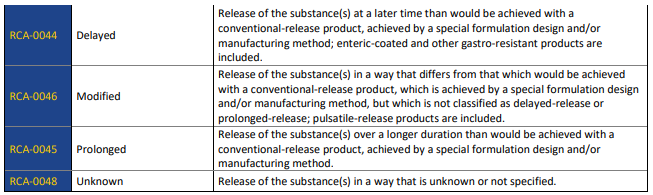 RCA-0044 Delayed Release of the substance(s) at a later time than would be achieved with a
conventional-release product, achieved by a special formulation design and/or
manufacturing method; enteric-coated and other gastro-resistant products are
included.
RCA-0046 Modified Release of the substance(s) in a way that differs from that which would be achieved
with a conventional-release product, which is achieved by a special formulation design
and/or manufacturing method, but which is not classified as delayed-release or
prolonged-release; pulsatile-release products are included.
RCA-0045 Prolonged Release of the substance(s) over a longer duration than would be achieved with a
conventional-release product, achieved by a special formulation design and/or
manufacturing method.
RCA-0048 Unknown Release of the substance(s) in a way that is unknown or not specified.